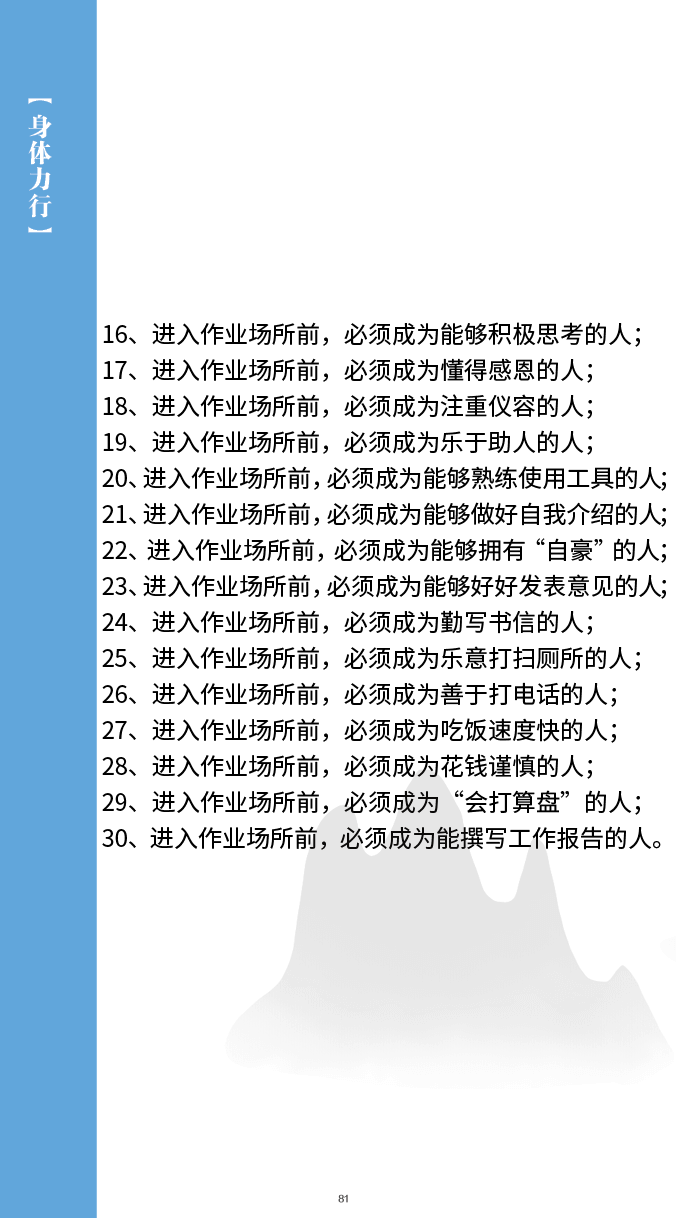 【身体力行】
16、进入作业场所前，必须成为能够积极思考的人；
17、进入作业场所前，必须成为懂得感恩的人；
18、进入作业场所前，必须成为注重仪容的人；
19、进入作业场所前，必须成为乐于助人的人；
20、进入作业场所前，必须成为能够熟练使用工具的人；
21、进入作业场所前，必须成为能够做好自我介绍的人；
22、进入作业场所前，必须成为能够拥有“自豪”的人；
23、进入作业场所前，必须成为能够好好发表意见的人；
24、进入作业场所前，必须成为勤写书信的人；
25、进入作业场所前，必须成为乐意打扫厕所的人；
26、进入作业场所前，必须成为善于打电话的人；
27、进入作业场所前，必须成为吃饭速度快的人；
28、进入作业场所前，必须成为花钱谨慎的人；
29、进入作业场所前，必须成为“会打算盘”的人；
30、进入作业场所前，必须成为能撰写工作报告的人。
81